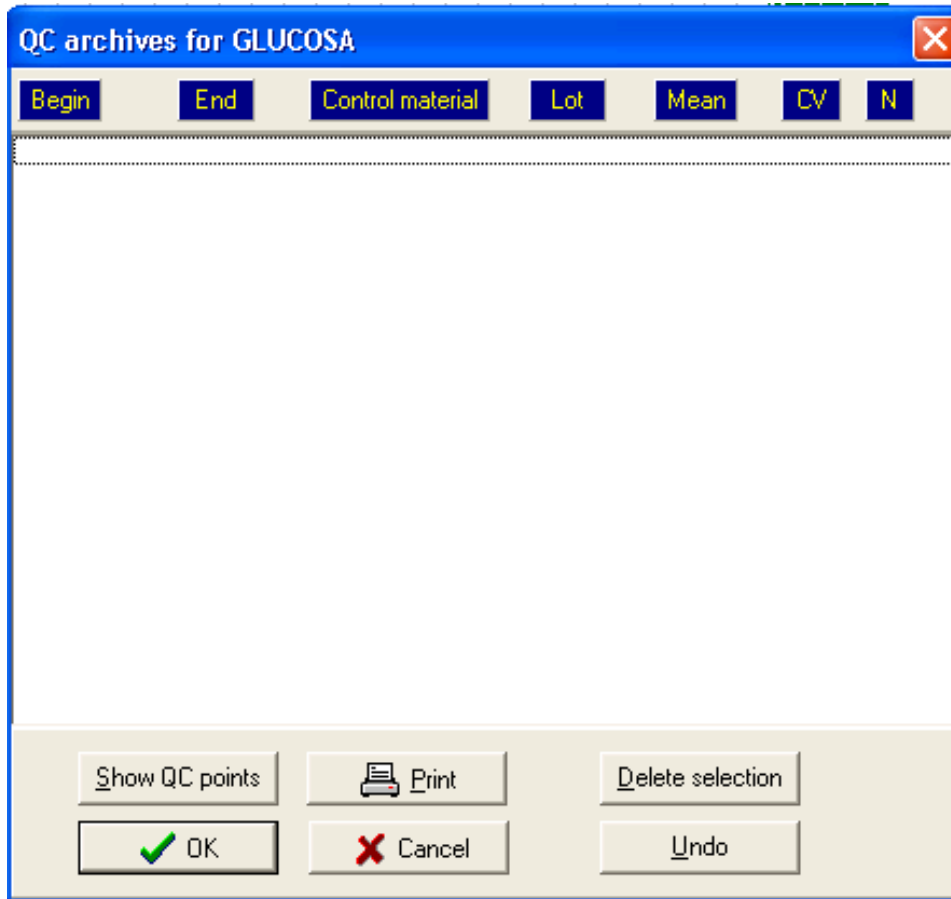 QC archives for GLUCOSA
Begin End Control material Lot Mean CV N
Show QC points Print Delete selection
OK Cancel Undo